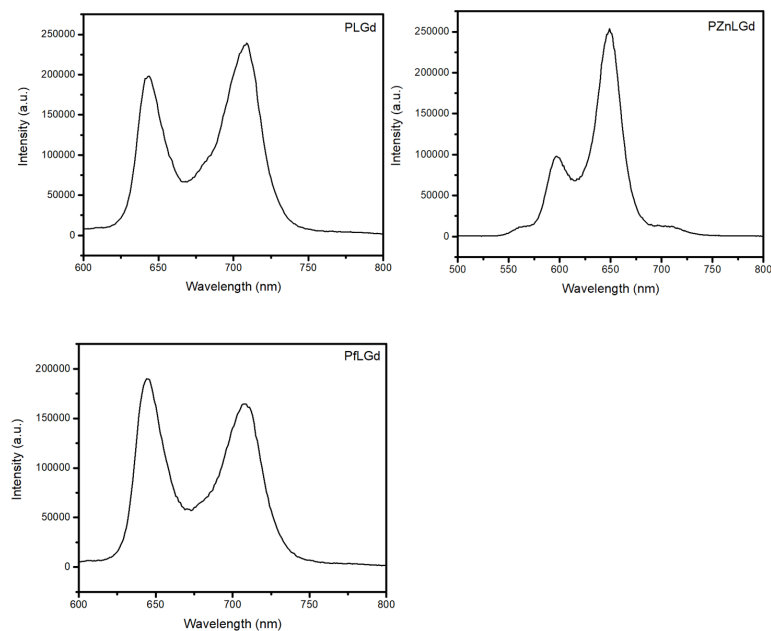 PLGd
Intensity (a.u.)
250000
200000
150000
100000
50000
0
600 650 700 750 800
Wavelength (nm)
PZnLGd
Intensity (a.u.)
250000
200000
150000
100000
50000
0
500 550 600 650 700 750 800
Wavelength (nm)
PfLGd
Intensity (a.u.)
200000
150000
100000
50000
0
600 650 700 750 800
Wavelength (nm)